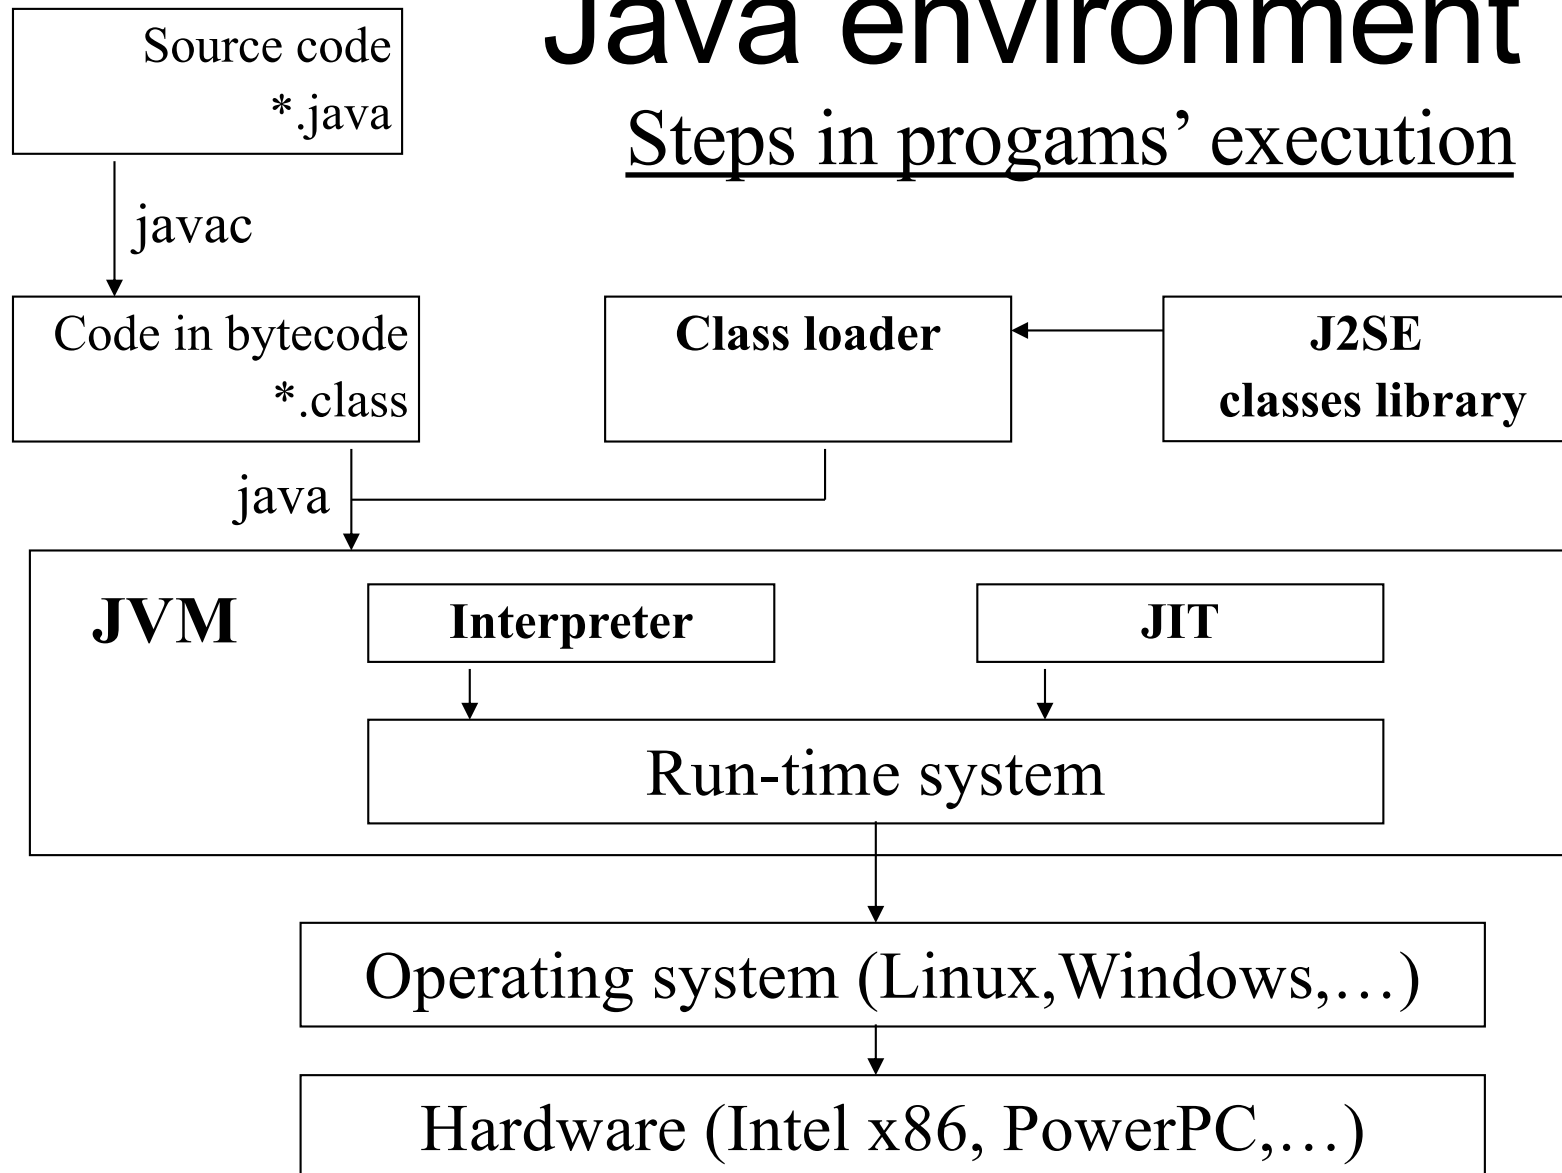 Java environment
Steps in progams’ execution
Source code
*.java
javac
Code in bytecode
*.class
Class loader
J2SE
classes library
java
JVM
Interpreter
JIT
Run-time system
Operating system (Linux,Windows,…)
Hardware (Intel x86, PowerPC,…)